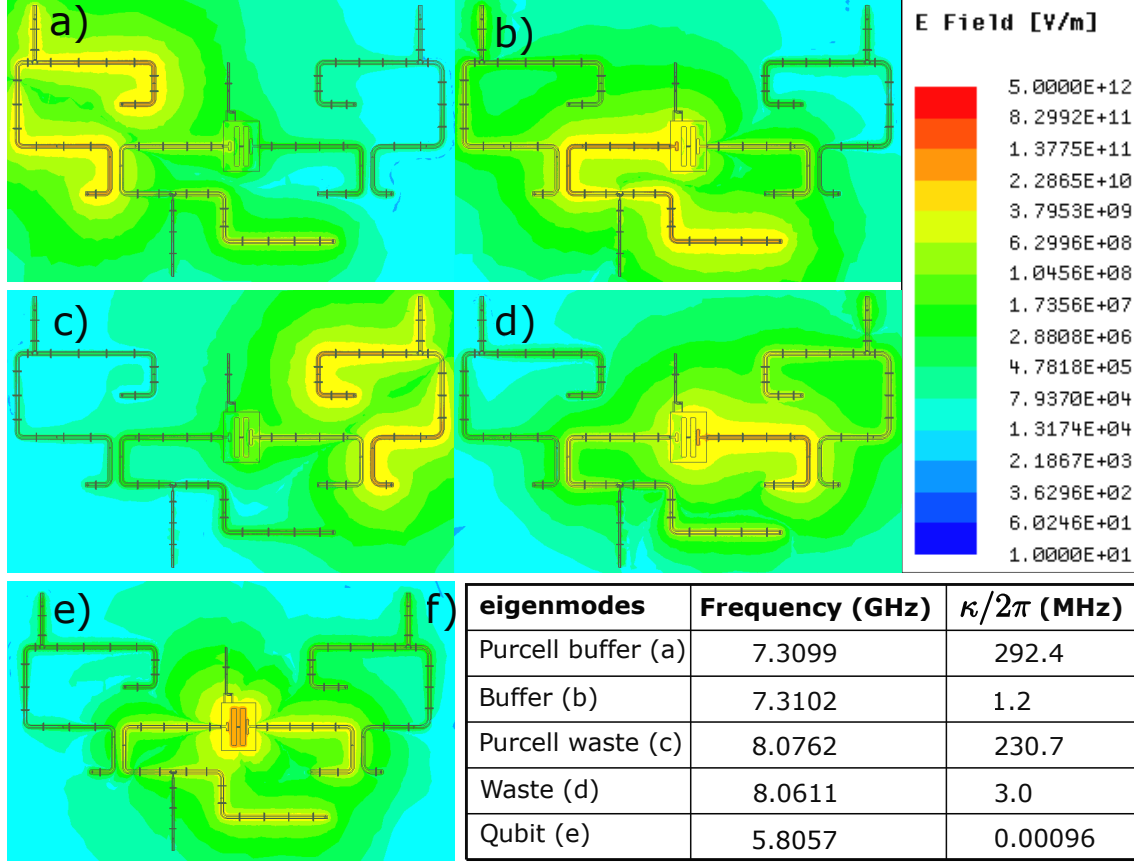 a)
b)
E Field [V/m]
5.0000E+12
8.2992E+11
1.3775E+11
2.2865E+10
3.7953E+09
6.2996E+08
1.0456E+08
1.7356E+07
2.8808E+06
4.7818E+05
7.9370E+04
1.3174E+04
2.1867E+03
3.6296E+02
6.0246E+01
1.0000E+01
c)
d)
e)
f)
eigenmodes Frequency (GHz) κ/2π (MHz)
Purcell buffer (a) 7.3099 292.4
Buffer (b) 7.3102 1.2
Purcell waste (c) 8.0762 230.7
Waste (d) 8.0611 3.0
Qubit (e) 5.8057 0.00096